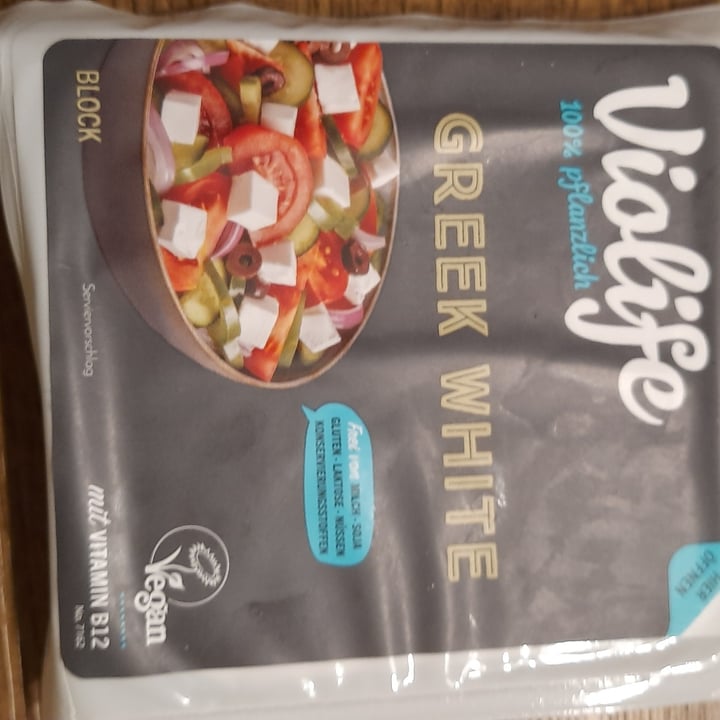 Violife
100% pflanzlich
GREEK WHITE
Frei von MILCH · SOJA
GLUTEN · LAKTOSE · NÜSSEN
KONSERVIERUNGSSTOFFEN
HIER
ÖFFNEN
BLOCK
Serviervorschlag
Vegan
mit VITAMIN B12